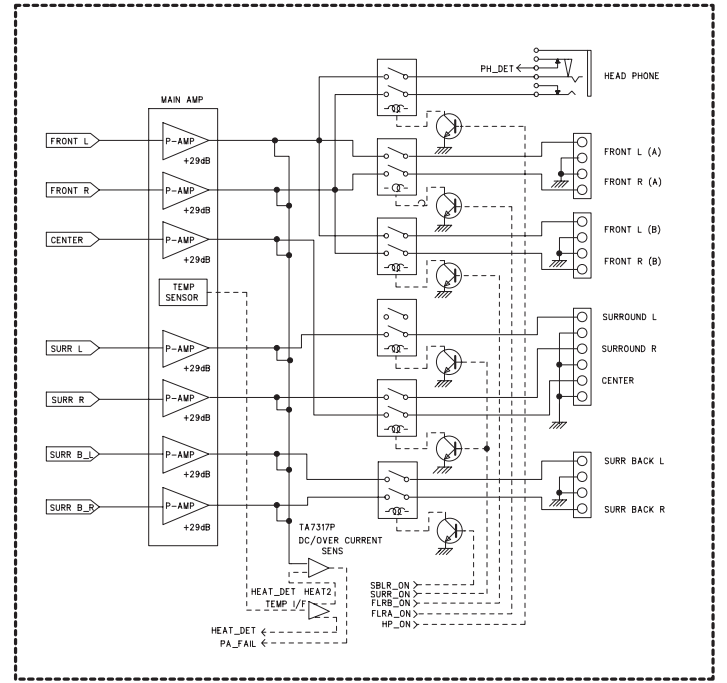 PH_DET
HEAD PHONE
MAIN AMP
FRONT L
P-AMP
+29dB
FRONT L (A)
FRONT R (A)
FRONT R
P-AMP
+29dB
CENTER
P-AMP
+29dB
FRONT L (B)
FRONT R (B)
TEMP
SENSOR
SURROUND L
SURROUND R
CENTER
SURR L
P-AMP
+29dB
SURR R
P-AMP
+29dB
SURR B_L
P-AMP
+29dB
SURR BACK L
SURR BACK R
SURR B_R
P-AMP
+29dB
TA7317P
DC/OVER CURRENT
SENS
HEAT_DET HEAT2
TEMP I/F
SBLR_ON
SURR_ON
FLRB_ON
FLRA_ON
HP_ON
HEAT_DET
PA_FAIL